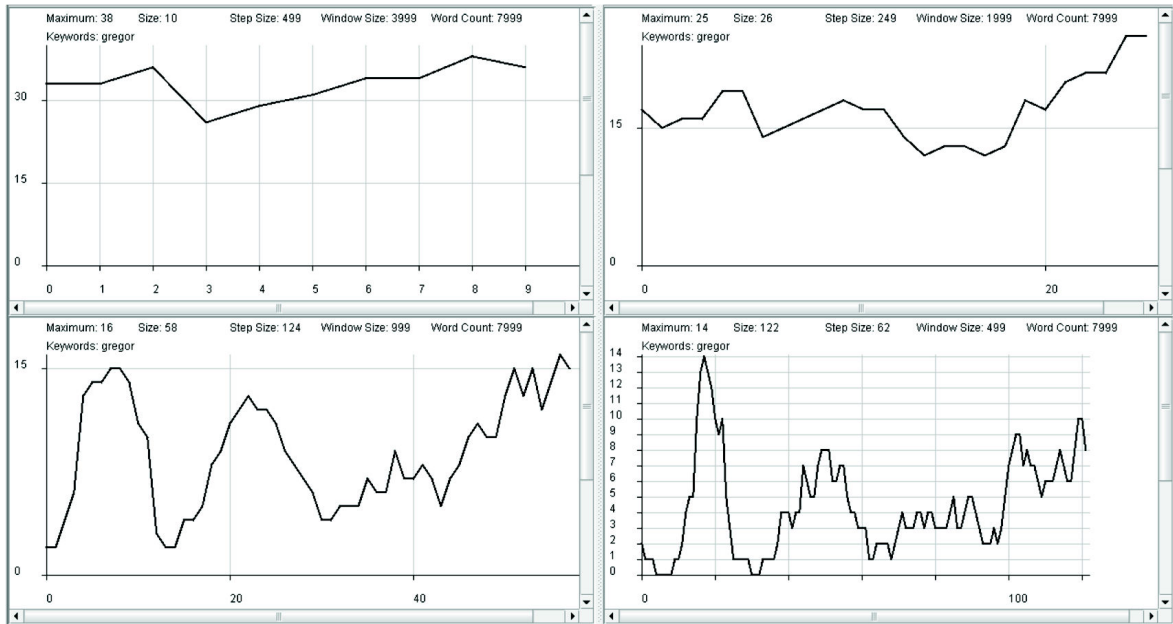 Maximum: 38 Size: 10 Step Size: 499 Window Size: 3999 Word Count: 7999
Keywords: gregor
30
15
0
0 1 2 3 4 5 6 7 8 9
Maximum: 25 Size: 26 Step Size: 249 Window Size: 1999 Word Count: 7999
Keywords: gregor
15
0
0 20
Maximum: 16 Size: 58 Step Size: 124 Window Size: 999 Word Count: 7999
Keywords: gregor
15
0
0 20 40
Maximum: 14 Size: 122 Step Size: 62 Window Size: 499 Word Count: 7999
Keywords: gregor
14
13
12
11
10
9
8
7
6
5
4
3
2
1
0
0 100